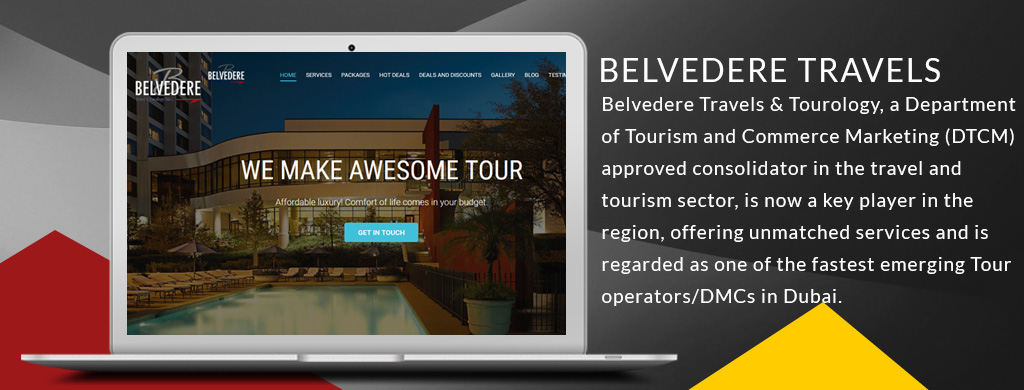 BELVEDERE
BELVEDERE
HOME SERVICES PACKAGES HOT DEALS DEALS AND DISCOUNTS GALLERY BLOG TESTIM
WE MAKE AWESOME TOUR
Affordable luxury! Comfort of life comes in your budget.
GET IN TOUCH
BELVEDERE TRAVELS
Belvedere Travels & Tourology, a Department
of Tourism and Commerce Marketing (DTCM)
approved consolidator in the travel and
tourism sector, is now a key player in the
region, offering unmatched services and is
regarded as one of the fastest emerging Tour
operators/DMCs in Dubai.